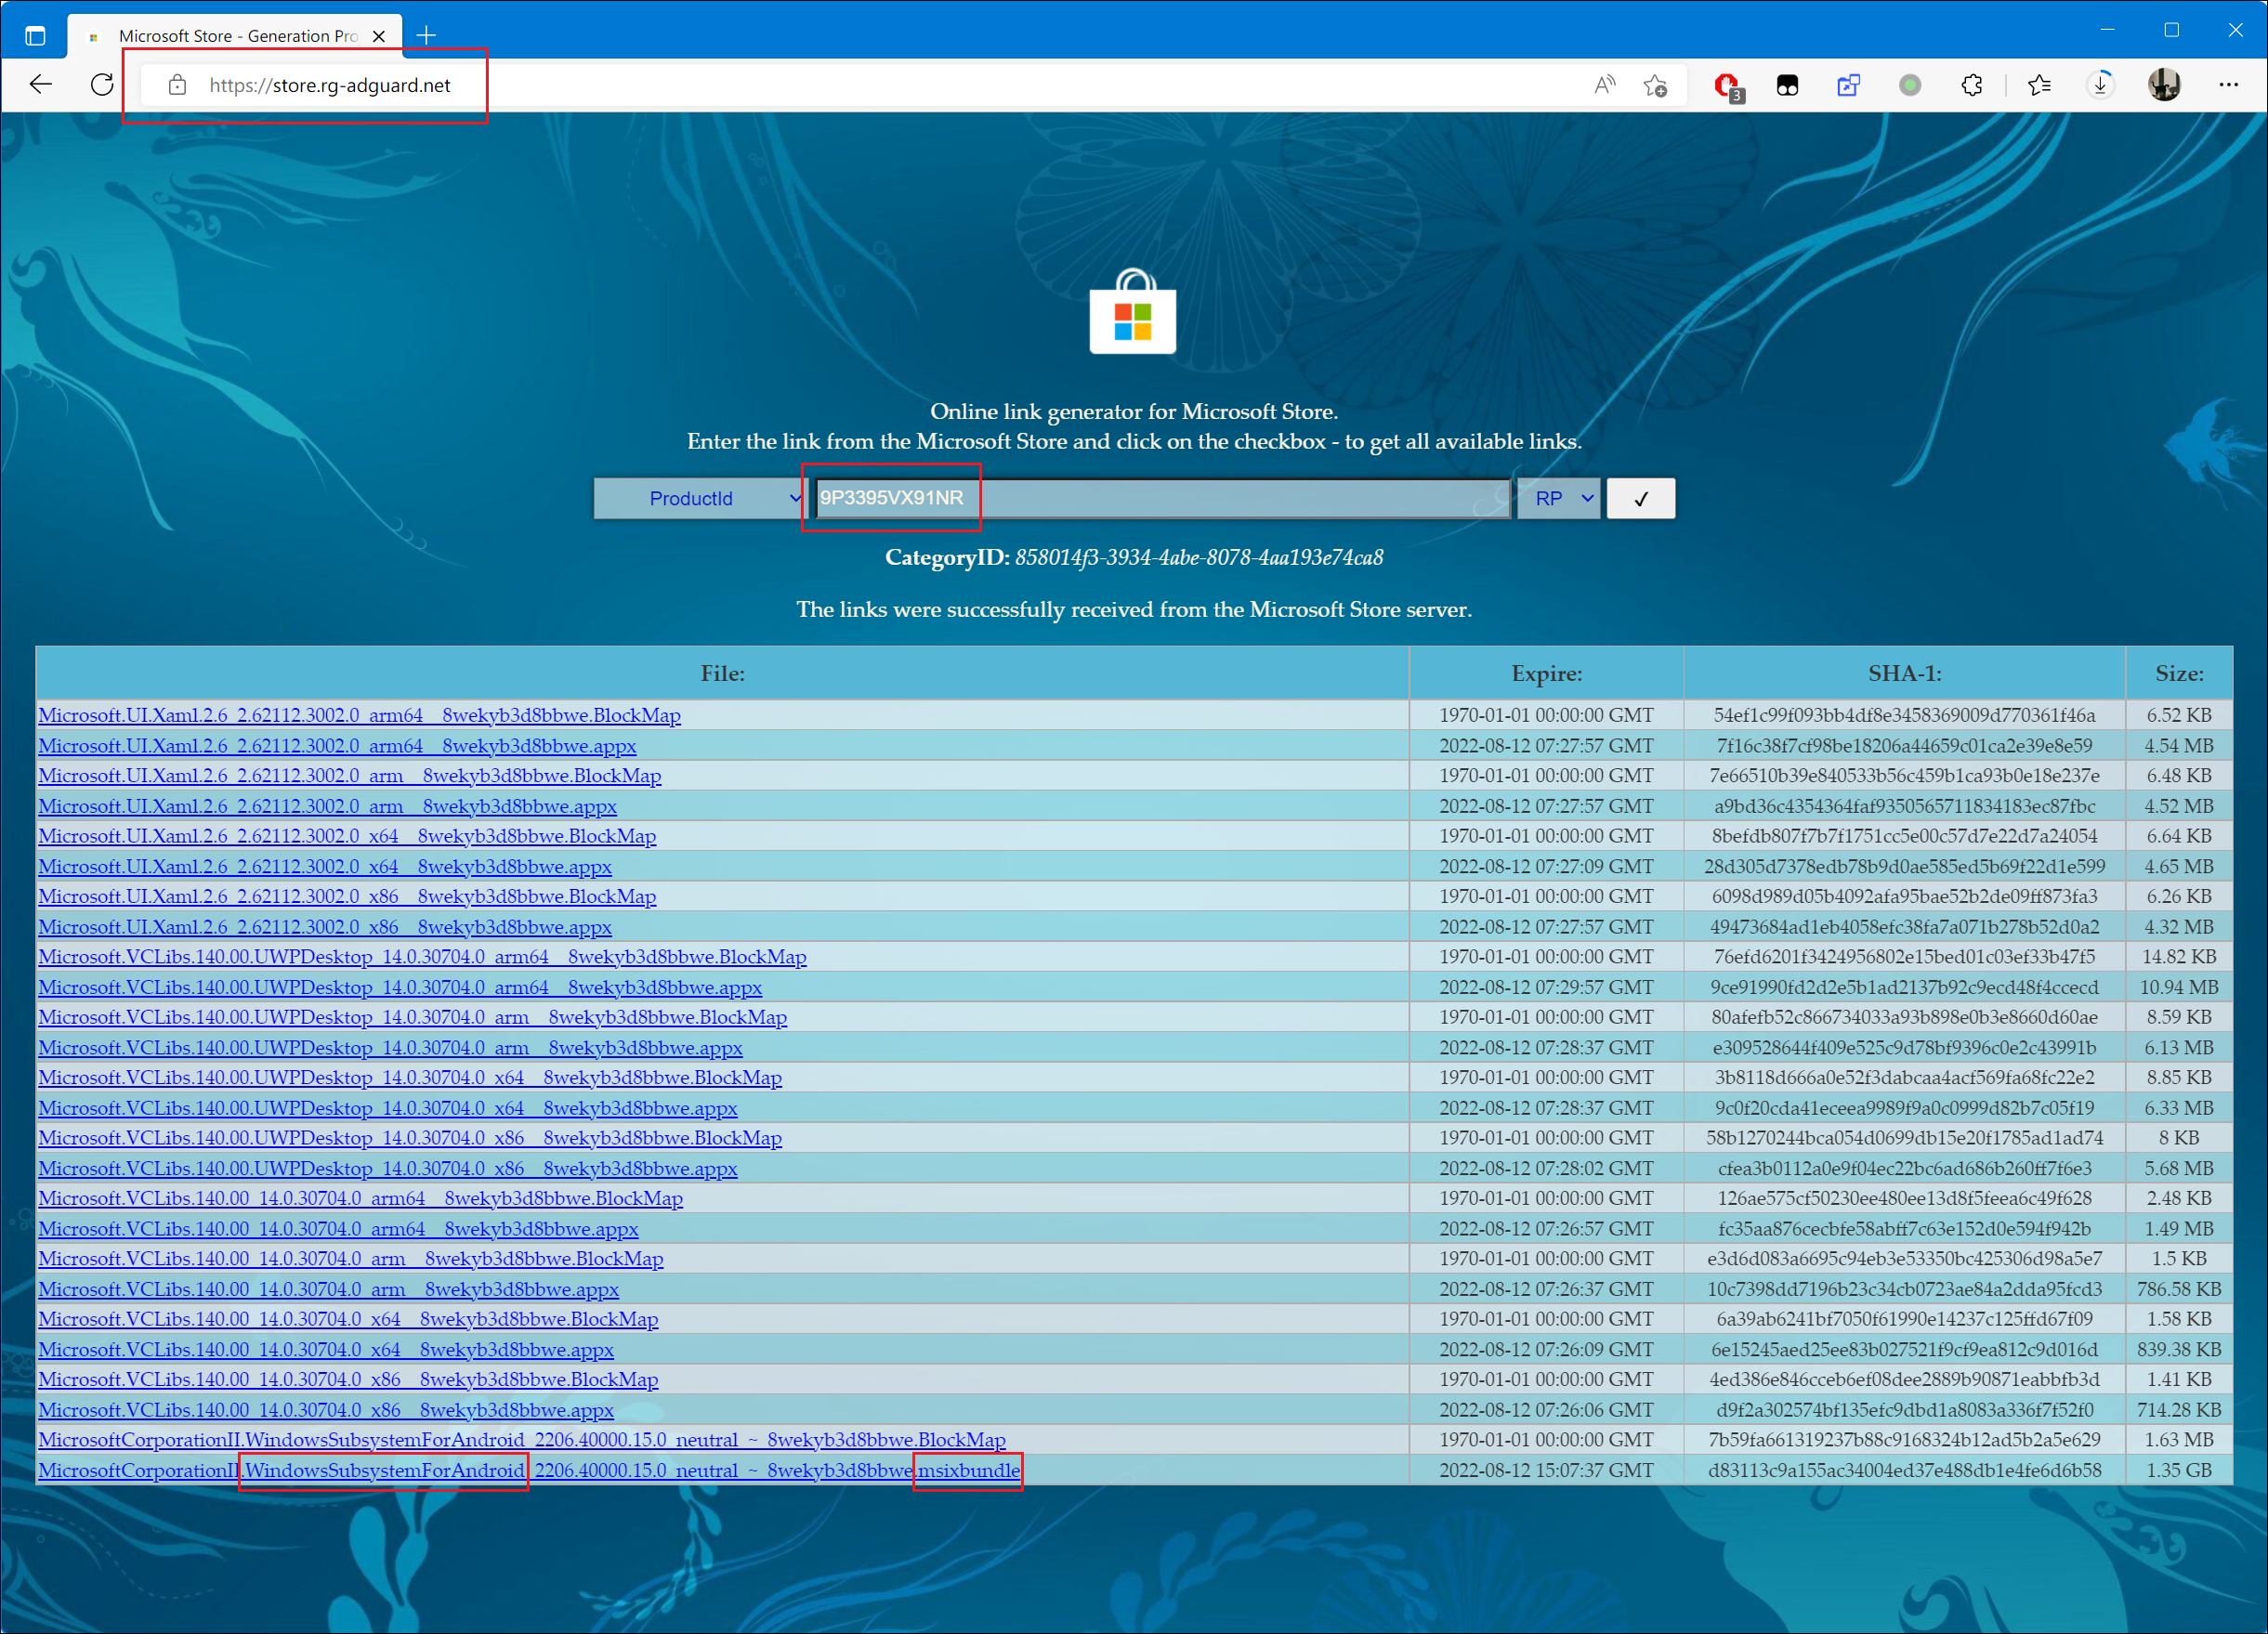 Microsoft Store - Generation Pro
https://store.rg-adguard.net
3
Online link generator for Microsoft Store.
Enter the link from the Microsoft Store and click on the checkbox - to get all available links.
ProductId 9P3395VX91NR RP ✓
CategoryID: 858014f3-3934-4abe-8078-4aa193e74ca8
The links were successfully received from the Microsoft Store server.
File: Expire: SHA-1: Size:
Microsoft.UI.Xaml.2.6_2.62112.3002.0_arm64__8wekyb3d8bbwe.BlockMap 1970-01-01 00:00:00 GMT 54ef1c99f093bb4df8e3458369009d770361f46a 6.52 KB
Microsoft.UI.Xaml.2.6_2.62112.3002.0_arm64__8wekyb3d8bbwe.appx 2022-08-12 07:27:57 GMT 7f16c38f7cf98be18206a44659c01ca2e39e8e59 4.54 MB
Microsoft.UI.Xaml.2.6_2.62112.3002.0_arm__8wekyb3d8bbwe.BlockMap 1970-01-01 00:00:00 GMT 7e66510b39e840533b56c459b1ca93b0e18e237e 6.48 KB
Microsoft.UI.Xaml.2.6_2.62112.3002.0_arm__8wekyb3d8bbwe.appx 2022-08-12 07:27:57 GMT a9bd36c4354364faf9350565711834183ec87fbc 4.52 MB
Microsoft.UI.Xaml.2.6_2.62112.3002.0_x64__8wekyb3d8bbwe.BlockMap 1970-01-01 00:00:00 GMT 8befdb807f7b7f1751cc5e00c57d7e22d7a24054 6.64 KB
Microsoft.UI.Xaml.2.6_2.62112.3002.0_x64__8wekyb3d8bbwe.appx 2022-08-12 07:27:09 GMT 28d305d7378edb78b9d0ae585ed5b69f22d1e599 4.65 MB
Microsoft.UI.Xaml.2.6_2.62112.3002.0_x86__8wekyb3d8bbwe.BlockMap 1970-01-01 00:00:00 GMT 6098d989d05b4092afa95bae52b2de09ff873fa3 6.26 KB
Microsoft.UI.Xaml.2.6_2.62112.3002.0_x86__8wekyb3d8bbwe.appx 2022-08-12 07:27:57 GMT 49473684ad1eb4058efc38fa7a071b278b52d0a2 4.32 MB
Microsoft.VCLibs.140.00.UWPDesktop_14.0.30704.0_arm64__8wekyb3d8bbwe.BlockMap 1970-01-01 00:00:00 GMT 76efd6201f3424956802e15bed01c03ef33b47f5 14.82 KB
Microsoft.VCLibs.140.00.UWPDesktop_14.0.30704.0_arm64__8wekyb3d8bbwe.appx 2022-08-12 07:29:57 GMT 9ce91990fd2d2e5b1ad2137b92c9ecd48f4ccecd 10.94 MB
Microsoft.VCLibs.140.00.UWPDesktop_14.0.30704.0_arm__8wekyb3d8bbwe.BlockMap 1970-01-01 00:00:00 GMT 80afefb52c866734033a93b898e0b3e8660d60ae 8.59 KB
Microsoft.VCLibs.140.00.UWPDesktop_14.0.30704.0_arm__8wekyb3d8bbwe.appx 2022-08-12 07:28:37 GMT e309528644f409e525c9d78bf9396c0e2c43991b 6.13 MB
Microsoft.VCLibs.140.00.UWPDesktop_14.0.30704.0_x64__8wekyb3d8bbwe.BlockMap 1970-01-01 00:00:00 GMT 3b8118d666a0e52f3dabcaa4acf569fa68fc22e2 8.85 KB
Microsoft.VCLibs.140.00.UWPDesktop_14.0.30704.0_x64__8wekyb3d8bbwe.appx 2022-08-12 07:28:37 GMT 9c0f20cda41eceea9989f9a0c0999d82b7c05f19 6.33 MB
Microsoft.VCLibs.140.00.UWPDesktop_14.0.30704.0_x86__8wekyb3d8bbwe.BlockMap 1970-01-01 00:00:00 GMT 58b1270244bca054d0699db15e20f1785ad1ad74 8 KB
Microsoft.VCLibs.140.00.UWPDesktop_14.0.30704.0_x86__8wekyb3d8bbwe.appx 2022-08-12 07:28:02 GMT cfea3b0112a0e9f04ec22bc6ad686b260ff7f6e3 5.68 MB
Microsoft.VCLibs.140.00_14.0.30704.0_arm64__8wekyb3d8bbwe.BlockMap 1970-01-01 00:00:00 GMT 126ae575cf50230ee480ee13d8f5feea6c49f628 2.48 KB
Microsoft.VCLibs.140.00_14.0.30704.0_arm64__8wekyb3d8bbwe.appx 2022-08-12 07:26:57 GMT fc35aa876cecbfe58abff7c63e152d0e594f942b 1.49 MB
Microsoft.VCLibs.140.00_14.0.30704.0_arm__8wekyb3d8bbwe.BlockMap 1970-01-01 00:00:00 GMT e3d6d083a6695c94eb3e53350bc425306d98a5e7 1.5 KB
Microsoft.VCLibs.140.00_14.0.30704.0_arm__8wekyb3d8bbwe.appx 2022-08-12 07:26:37 GMT 10c7398dd7196b23c34cb0723ae84a2dda95fcd3 786.58 KB
Microsoft.VCLibs.140.00_14.0.30704.0_x64__8wekyb3d8bbwe.BlockMap 1970-01-01 00:00:00 GMT 6a39ab6241bf7050f61990e14237c125ffd67f09 1.58 KB
Microsoft.VCLibs.140.00_14.0.30704.0_x64__8wekyb3d8bbwe.appx 2022-08-12 07:26:09 GMT 6e15245aed25ee83b027521f9cf9ea812c9d016d 839.38 KB
Microsoft.VCLibs.140.00_14.0.30704.0_x86__8wekyb3d8bbwe.BlockMap 1970-01-01 00:00:00 GMT 4ed386e846cceb6ef08dee2889b90871eabbfb3d 1.41 KB
Microsoft.VCLibs.140.00_14.0.30704.0_x86__8wekyb3d8bbwe.appx 2022-08-12 07:26:06 GMT d9f2a302574bf135efc9dbd1a8083a336f7f52f0 714.28 KB
MicrosoftCorporationII.WindowsSubsystemForAndroid_2206.40000.15.0_neutral_~_8wekyb3d8bbwe.BlockMap 1970-01-01 00:00:00 GMT 7b59fa661319237b88c9168324b12ad5b2a5e629 1.63 MB
MicrosoftCorporationII.WindowsSubsystemForAndroid_2206.40000.15.0_neutral_~_8wekyb3d8bbwe.msixbundle 2022-08-12 15:07:37 GMT d83113c9a155ac34004ed37e488db1e4fe6d6b58 1.35 GB